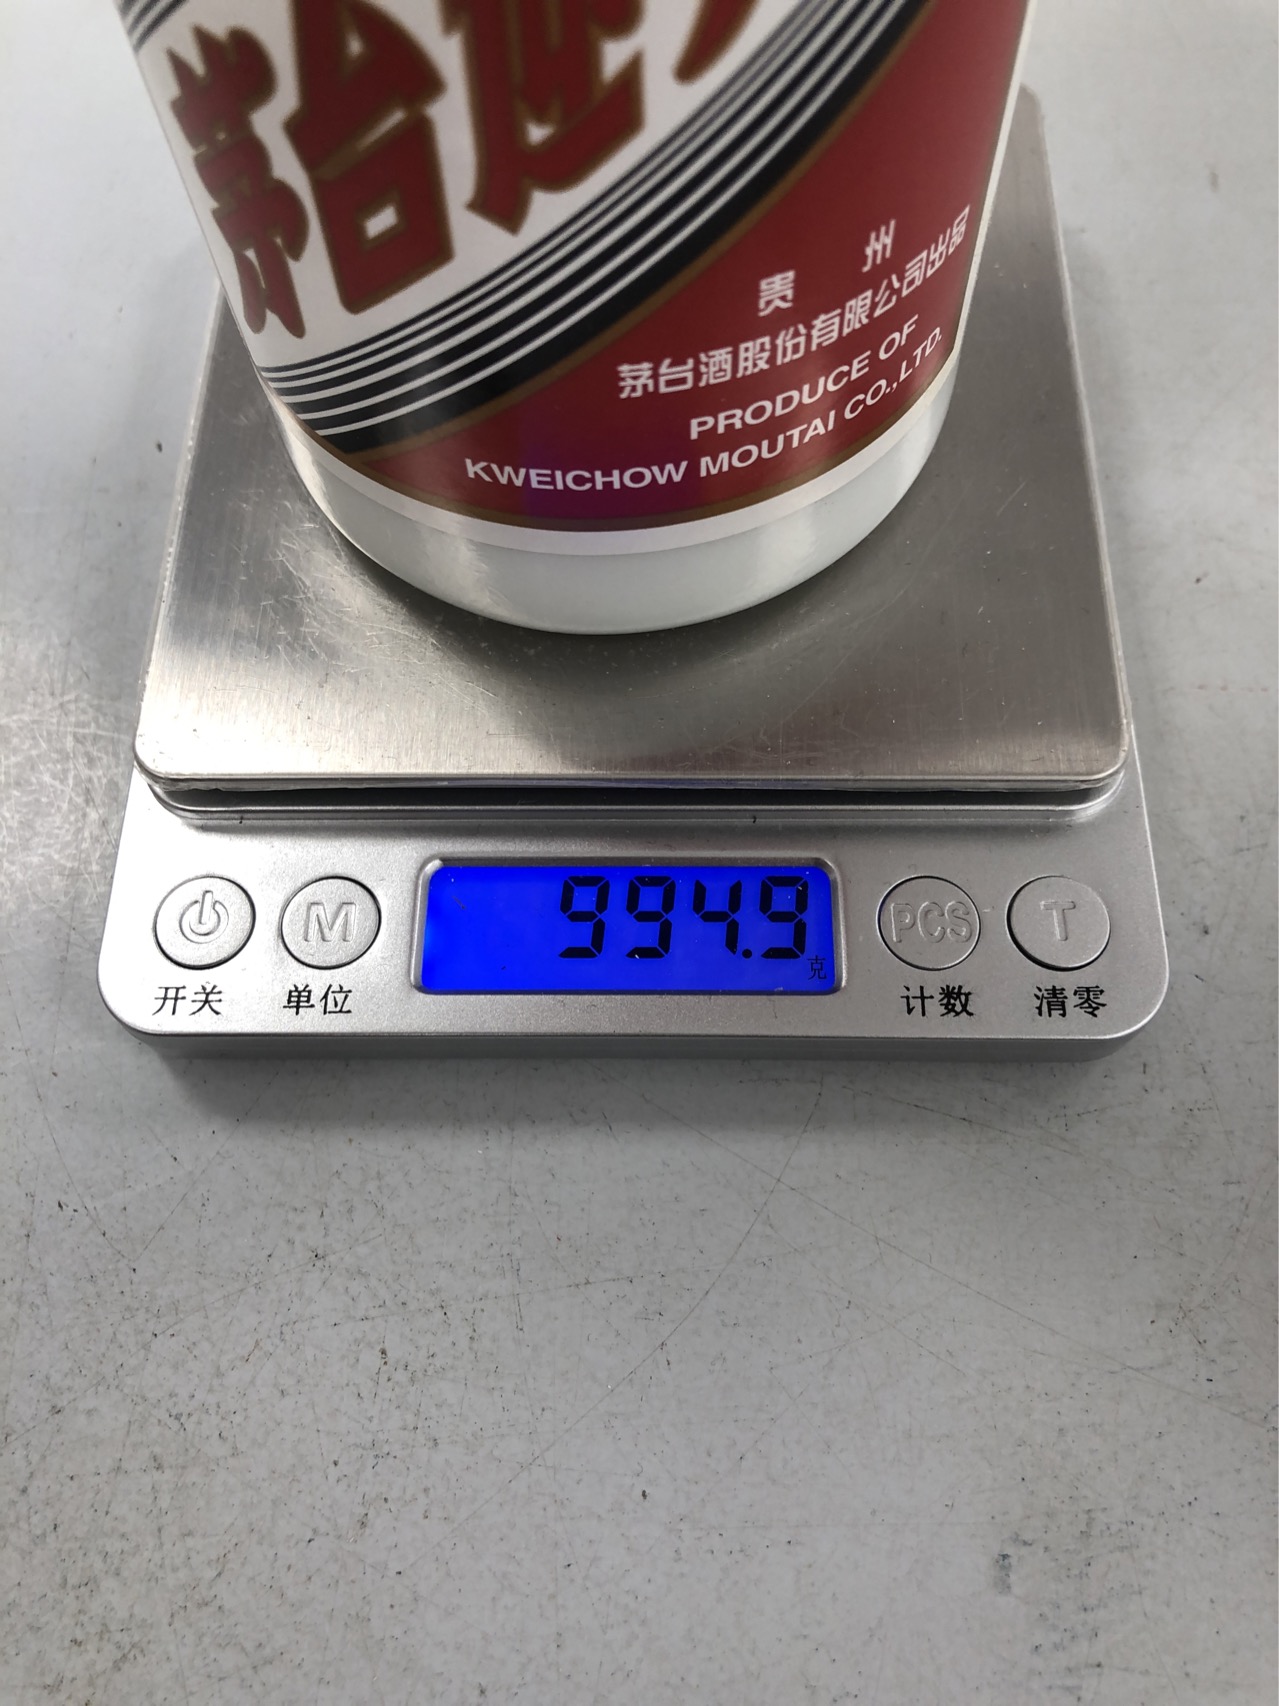 茅台迎
贵州
茅台酒股份有限公司出品
PRODUCE OF
KWEICHOW MOUTAI CO.,LTD.
994.9
克
M
PCS
T
开关
单位
计数
清零